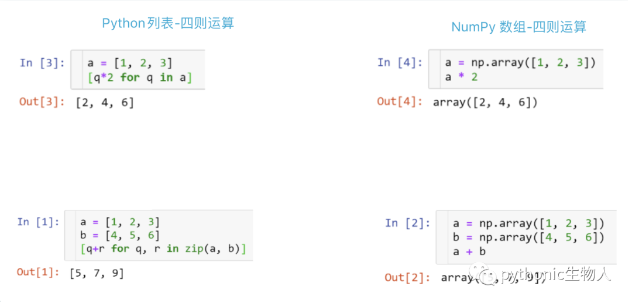 Python列表-四则运算
NumPy 数组-四则运算
In [3]:
a = [1, 2, 3]
[q*2 for q in a]
Out[3]: [2, 4, 6]
In [4]:
a = np.array([1, 2, 3])
a * 2
Out[4]: array([2, 4, 6])
In [1]:
a = [1, 2, 3]
b = [4, 5, 6]
[q+r for q, r in zip(a, b)]
Out[1]: [5, 7, 9]
In [2]:
a = np.array([1, 2, 3])
b = np.array([4, 5, 6])
a + b
Out[2]: array(
pythonic生物人